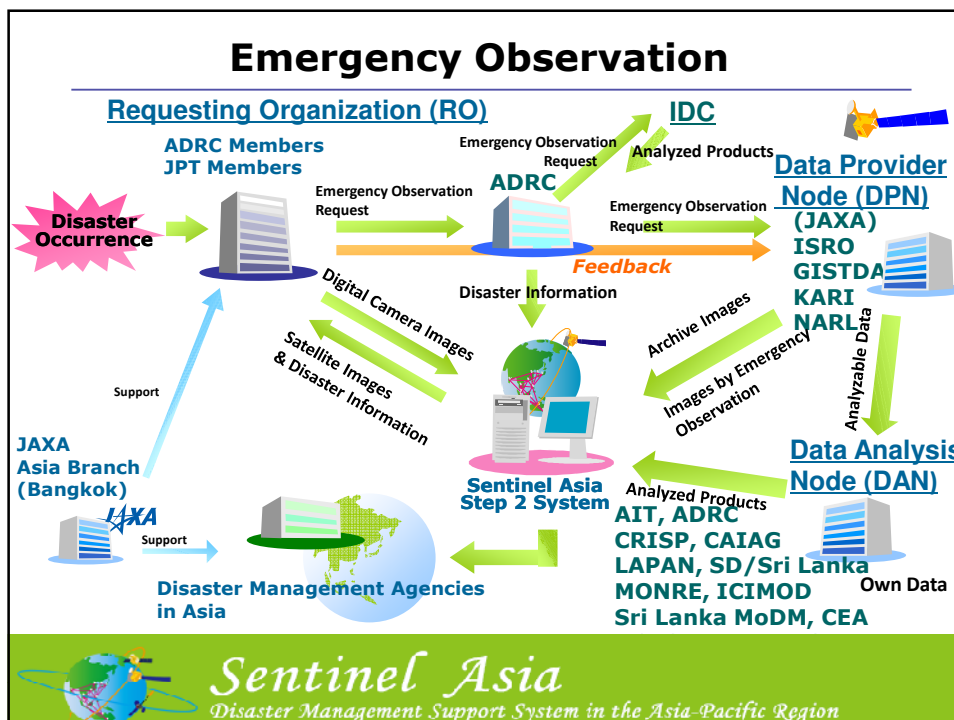 Emergency Observation
Requesting Organization (RO)
ADRC Members
JPT Members
Disaster
Occurrence
Emergency Observation
Request
ADRC
Emergency Observation
Request
IDC
Analyzed Products
Emergency Observation
Request
Feedback
Data Provider
Node (DPN)
(JAXA)
ISRO
GISTDA
KARI
NARL
Disaster Information
Digital Camera Images
Satellite Images
& Disaster Information
Archive Images
Images by Emergency
Observation
Analyzable Data
Support
JAXA
Asia Branch
(Bangkok)
JAXA
Support
Sentinel Asia
Step 2 System
Data Analysis
Node (DAN)
Analyzed Products
AIT, ADRC
CRISP, CAIAG
LAPAN, SD/Sri Lanka
MONRE, ICIMOD
Sri Lanka MoDM, CEA
Own Data
Disaster Management Agencies
in Asia
Sentinel Asia
Disaster Management Support System in the Asia-Pacific Region